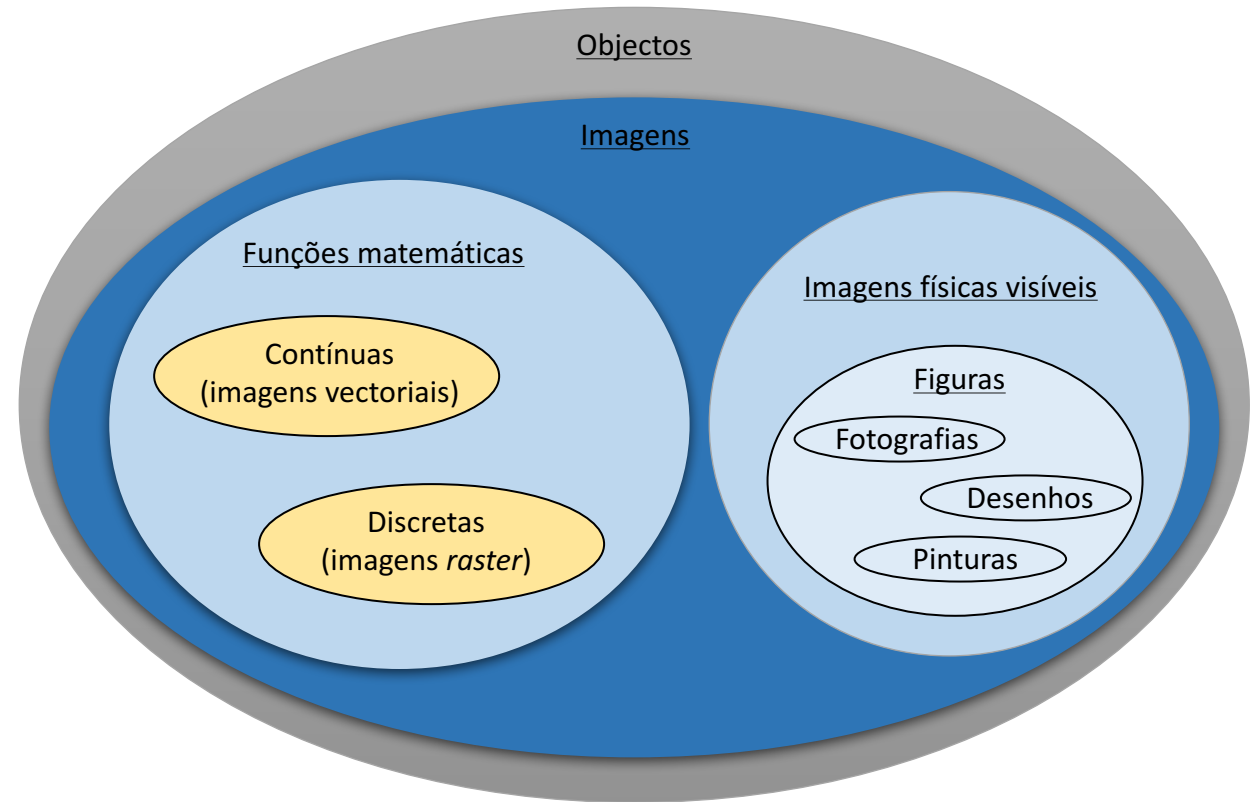 Objectos
Imagens
Funções matemáticas
Contínuas
(imagens vectoriais)
Discretas
(imagens raster)
Imagens físicas visíveis
Figuras
Fotografias
Desenhos
Pinturas